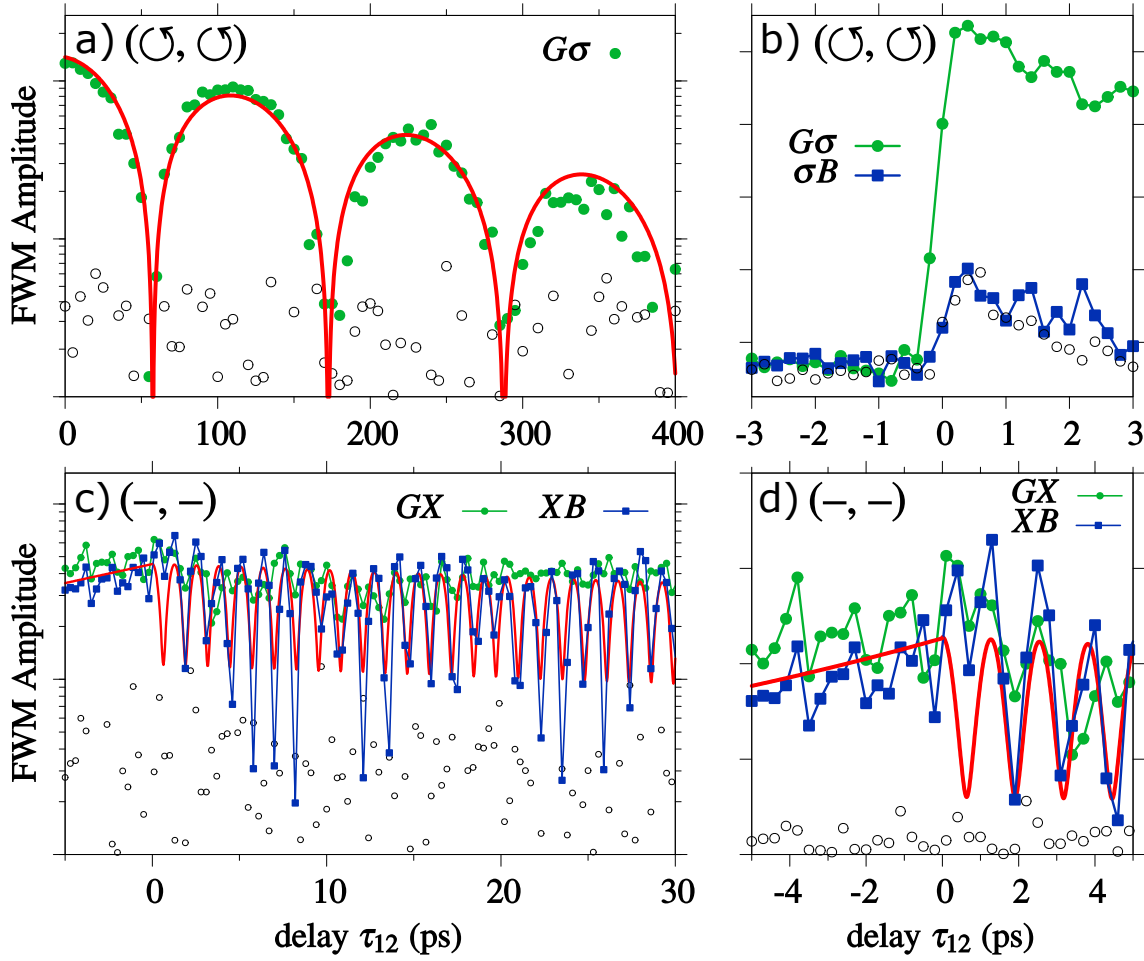 a) (↺, ↺) Gσ
FWM Amplitude
0 100 200 300 400
b) (↺, ↺)
Gσ
σB
-3 -2 -1 0 1 2 3
c) (–, –) GX XB
FWM Amplitude
0 10 20 30
delay τ₁₂ (ps)
d) (–, –) GX
XB
-4 -2 0 2 4
delay τ₁₂ (ps)